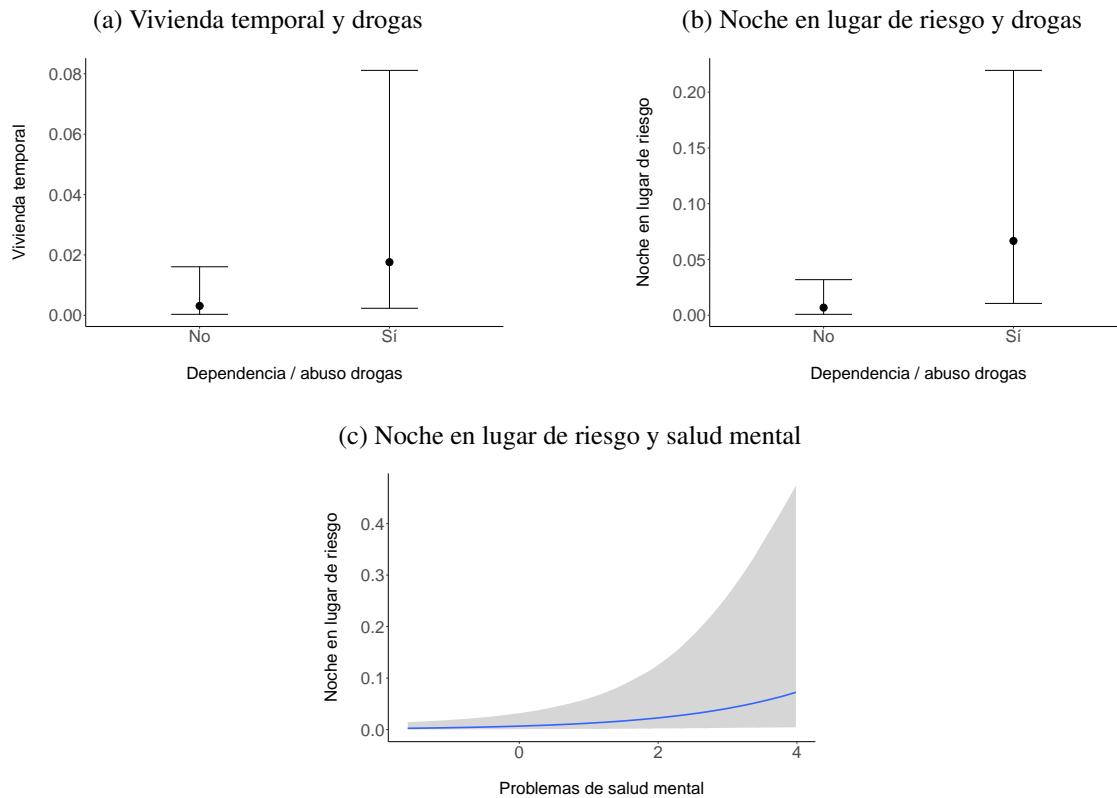 (a) Vivienda temporal y drogas
Vivienda temporal
0.08
0.06
0.04
0.02
0.00
No Sí
Dependencia / abuso drogas
(b) Noche en lugar de riesgo y drogas
Noche en lugar de riesgo
0.20
0.15
0.10
0.05
0.00
No Sí
Dependencia / abuso drogas
(c) Noche en lugar de riesgo y salud mental
Noche en lugar de riesgo
0.4
0.3
0.2
0.1
0.0
0 2 4
Problemas de salud mental